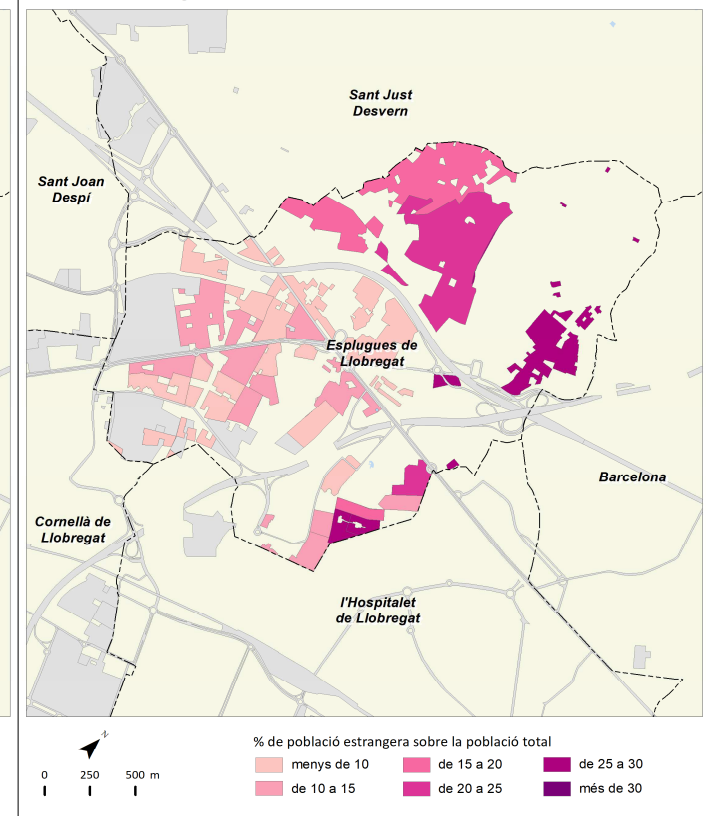 Sant Just
Desvern
Sant Joan
Despí
Esplugues de
Llobregat
Barcelona
Cornellà de
Llobregat
l'Hospitalet
de Llobregat
N
% de població estrangera sobre la població total
0 250 500 m
menys de 10
de 15 a 20
de 25 a 30
de 10 a 15
de 20 a 25
més de 30